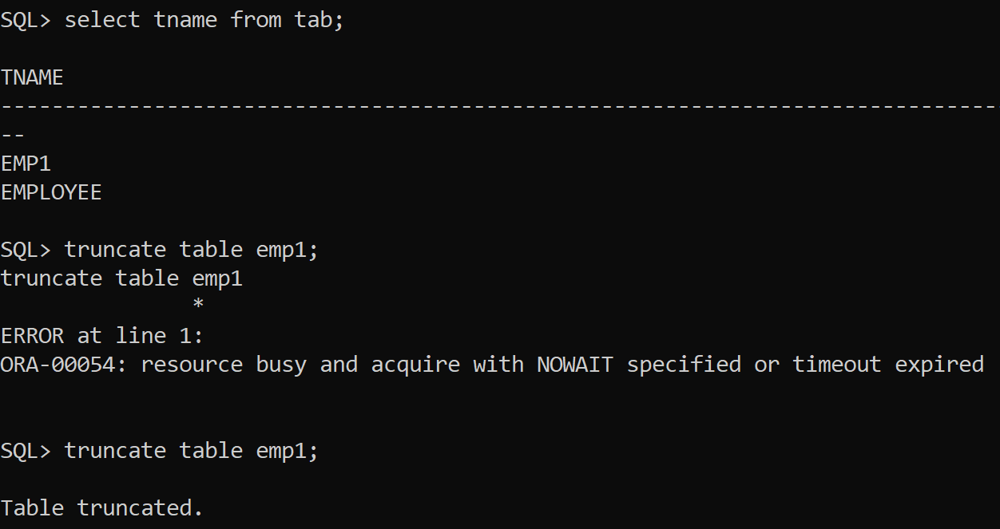 SQL> select tname from tab;
TNAME
------------------------------------------------------------------------------
--
EMP1
EMPLOYEE
SQL> truncate table emp1;
truncate table emp1
               *
ERROR at line 1:
ORA-00054: resource busy and acquire with NOWAIT specified or timeout expired
SQL> truncate table emp1;
Table truncated.